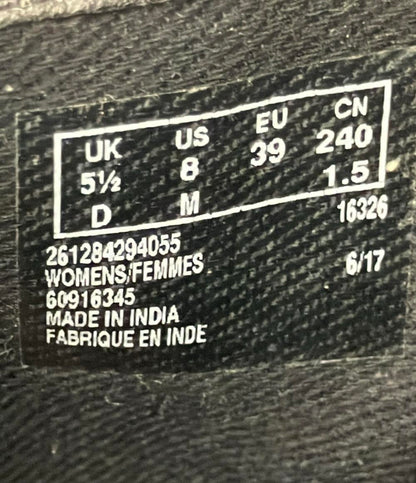 UK US EU CN
5½ 8 39 240
D M 1.5
16326
261284294055
WOMENS/FEMMES 6/17
60916345
MADE IN INDIA
FABRIQUE EN INDE